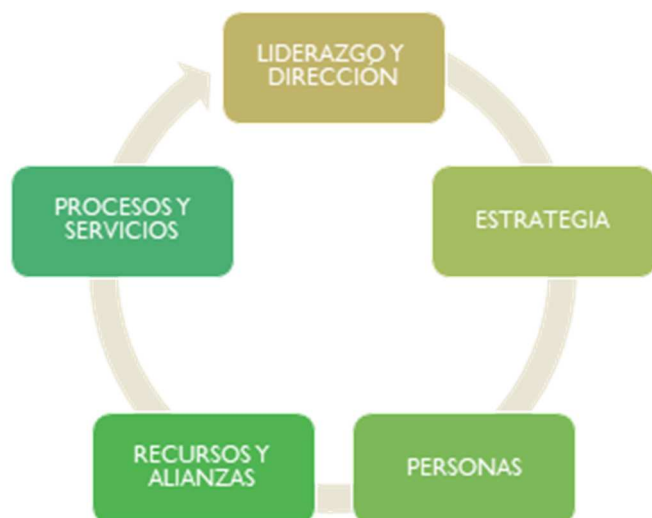 LIDERAZGO Y
DIRECCIÓN
ESTRATEGIA
PERSONAS
RECURSOS Y
ALIANZAS
PROCESOS Y
SERVICIOS